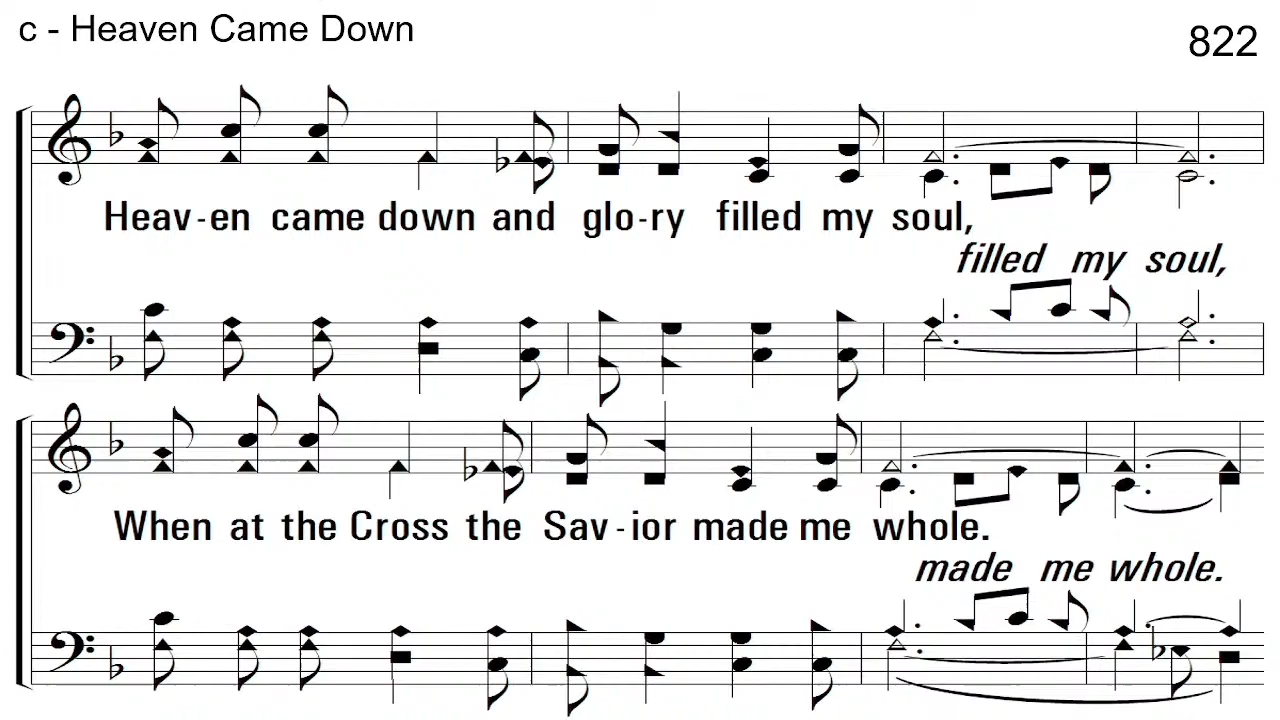 c - Heaven Came Down
822
Heav-en came down and glo-ry filled my soul,
filled my soul,
When at the Cross the Sav-ior made me whole.
made me whole.